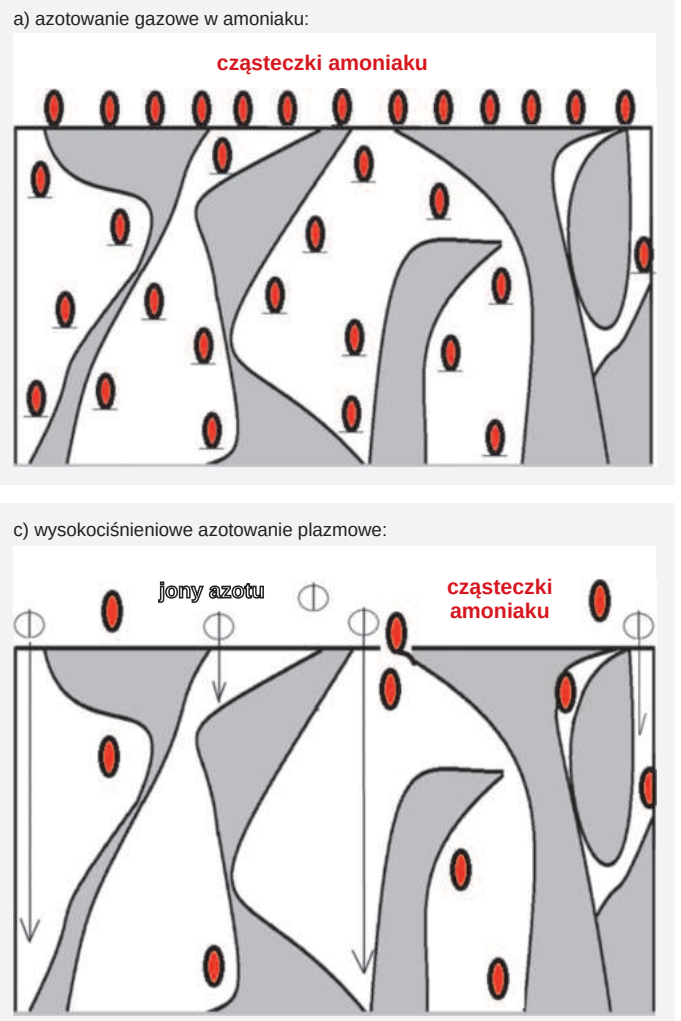 a) azotowanie gazowe w amoniaku:
cząsteczki amoniaku
c) wysokociśnieniowe azotowanie plazmowe:
jony azotu
cząsteczki
amoniaku